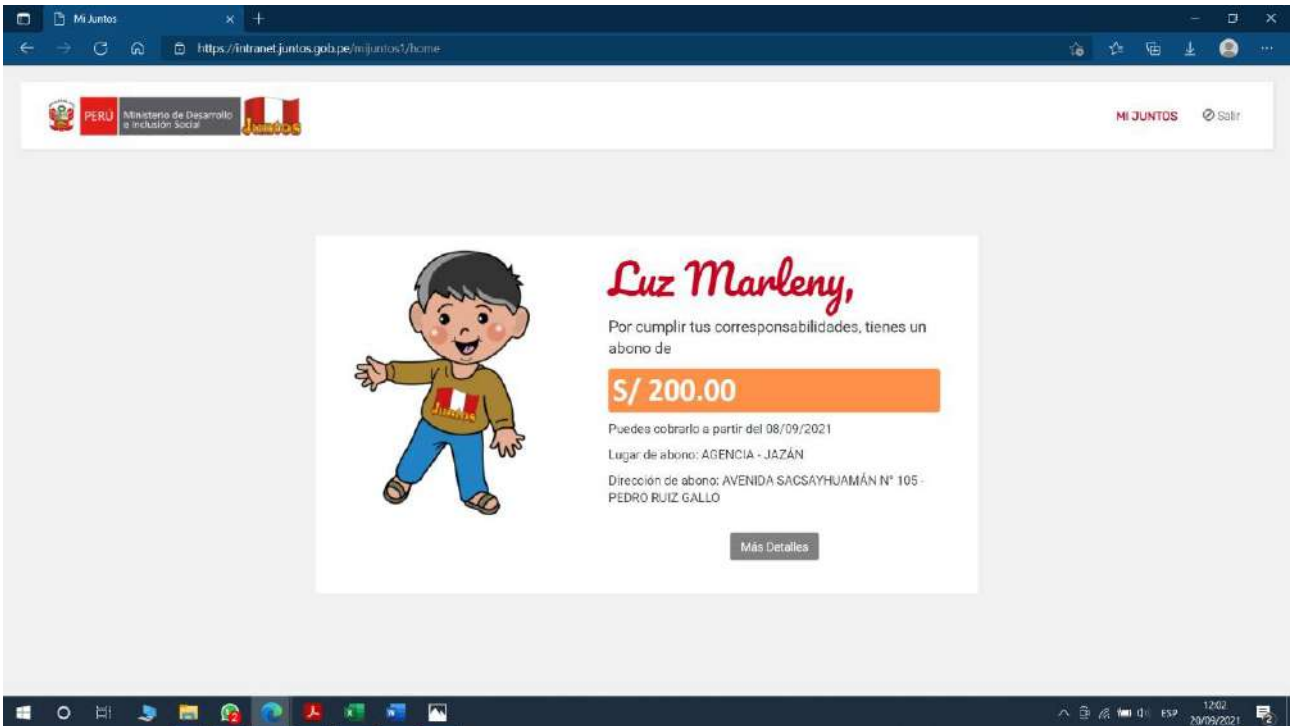 Mi Juntos
https://intranet.juntos.gob.pe/mijuntos1/home
PERÚ
Ministerio de Desarrollo
e Inclusión Social
Juntos
MI JUNTOS
Salir
Luz Marleny,
Por cumplir tus corresponsabilidades, tienes un
abono de
S/ 200.00
Puedes cobrarlo a partir del 08/09/2021
Lugar de abono: AGENCIA - JAZÁN
Dirección de abono: AVENIDA SACSAYHUAMÁN N° 105 -
PEDRO RUIZ GALLO
Juntos
Más Detalles
ESP
12:02
20/09/2021